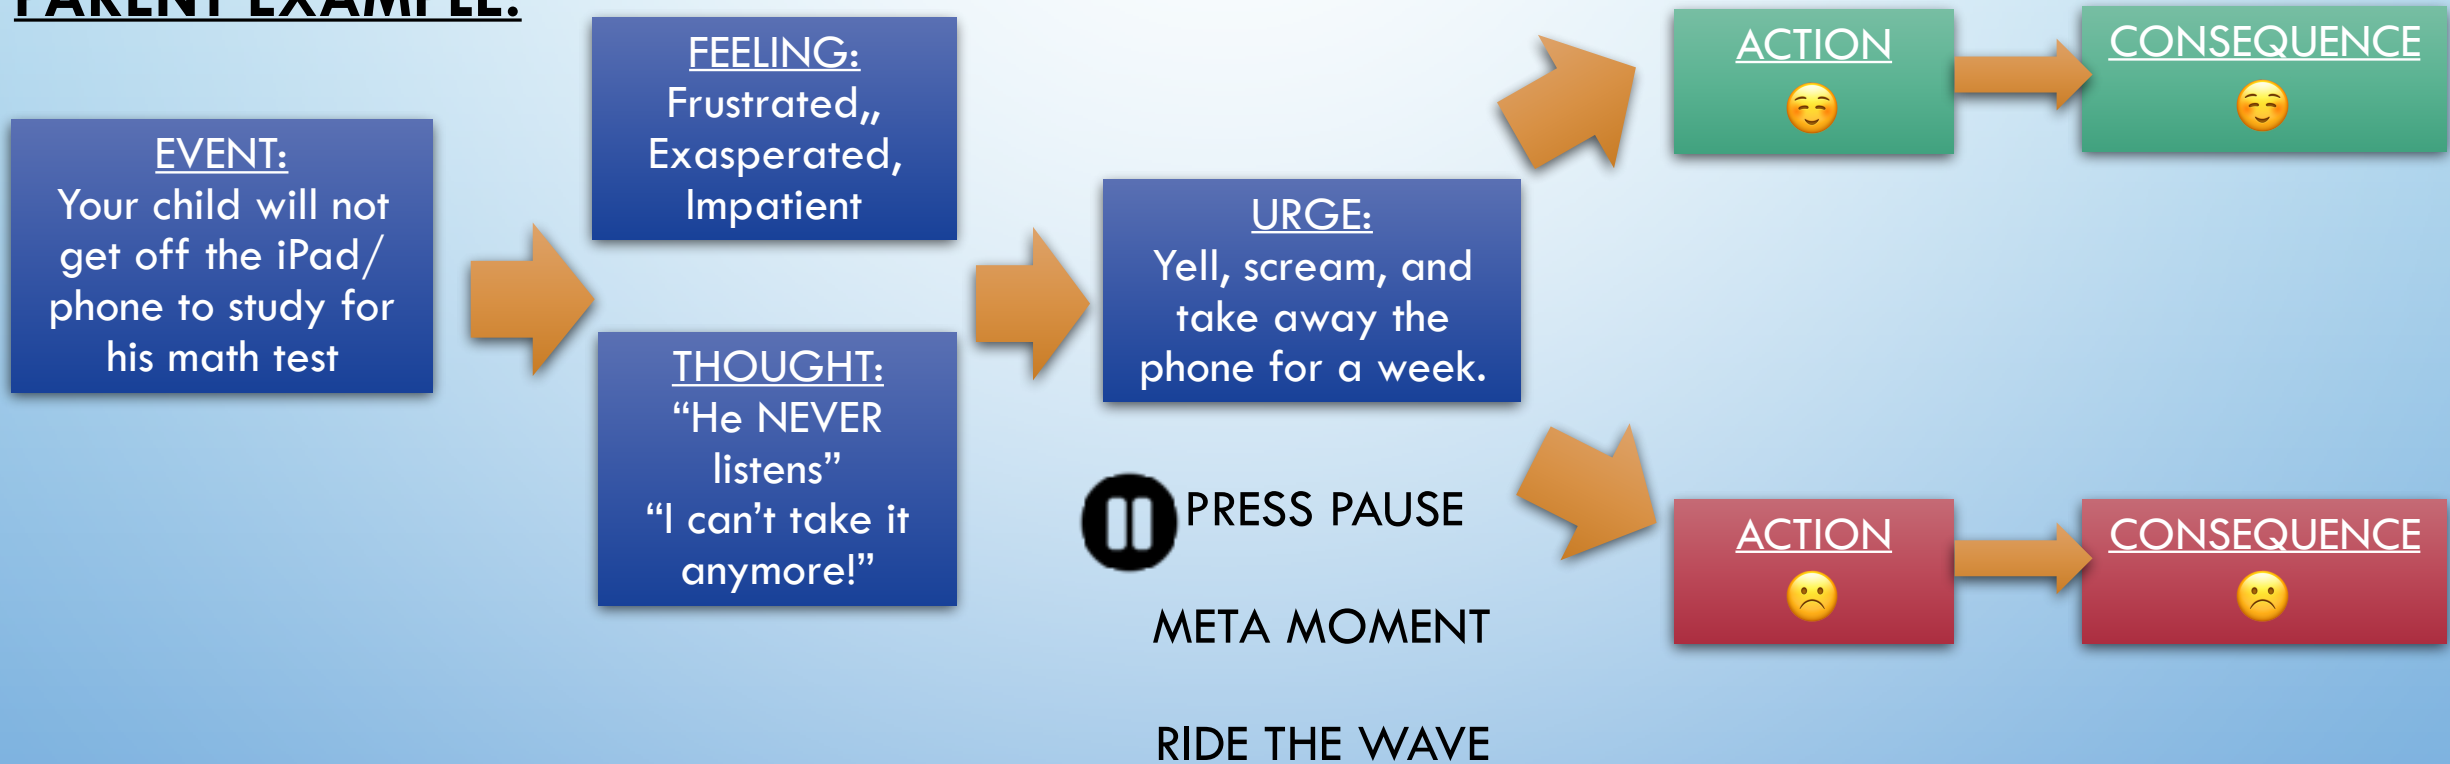 PARENT EXAMPLE:
EVENT:
Your child will not
get off the iPad/
phone to study for
his math test
FEELING:
Frustrated,,
Exasperated,
Impatient
THOUGHT:
“He NEVER
listens”
“I can’t take it
anymore!”
URGE:
Yell, scream, and
take away the
phone for a week.
PRESS PAUSE
META MOMENT
RIDE THE WAVE
ACTION
CONSEQUENCE
ACTION
CONSEQUENCE